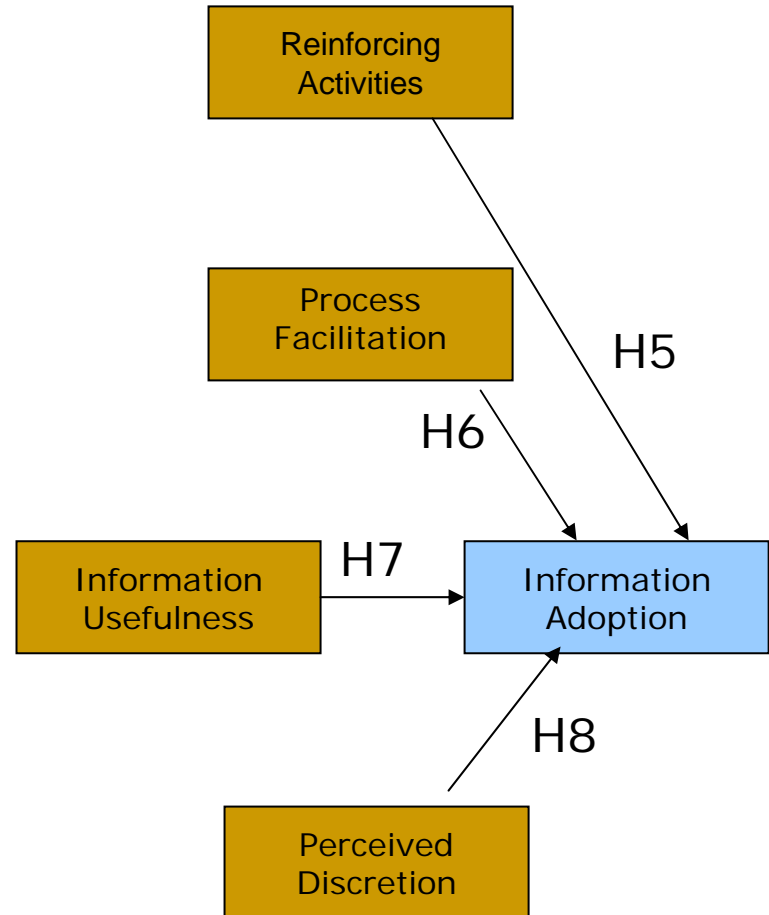 Reinforcing
Activities
Process
Facilitation
H5
H6
H7
Information
Usefulness
Information
Adoption
H8
Perceived
Discretion